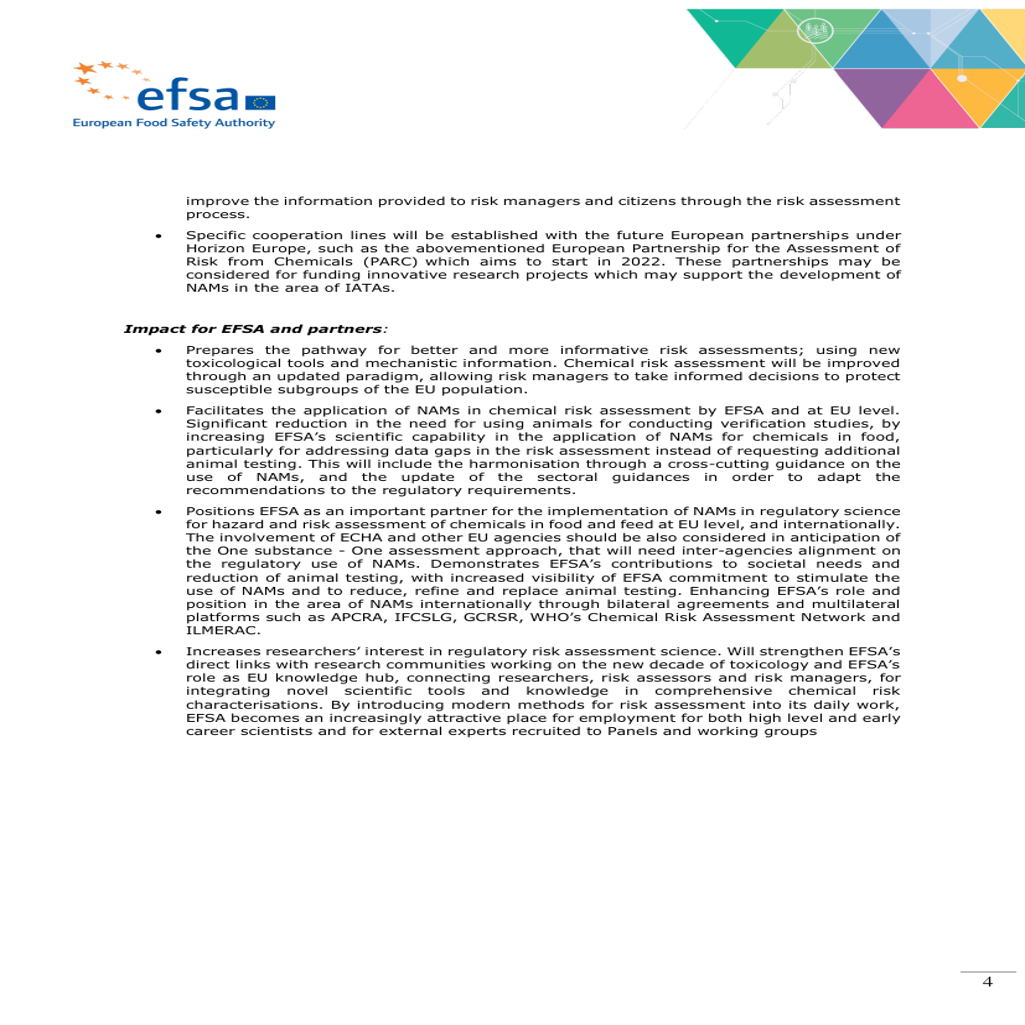 efsa
European Food Safety Authority
improve the information provided to risk managers and citizens through the risk assessment
process.
• Specific cooperation lines will be established with the future European partnerships under
Horizon Europe, such as the abovementioned European Partnership for the Assessment of
Risk from Chemicals (PARC) which aims to start in 2022. These partnerships may be
considered for funding innovative research projects which may support the development of
NAMs in the area of IATAs.
Impact for EFSA and partners:
• Prepares the pathway for better and more informative risk assessments; using new
toxicological tools and mechanistic information. Chemical risk assessment will be improved
through an updated paradigm, allowing risk managers to take informed decisions to protect
susceptible subgroups of the EU population.
• Facilitates the application of NAMs in chemical risk assessment by EFSA and at EU level.
Significant reduction in the need for using animals for conducting verification studies, by
increasing EFSA’s scientific capability in the application of NAMs for chemicals in food,
particularly for addressing data gaps in the risk assessment instead of requesting additional
animal testing. This will include the harmonisation through a cross-cutting guidance on the
use of NAMs, and the update of the sectoral guidances in order to adapt the
recommendations to the regulatory requirements.
• Positions EFSA as an important partner for the implementation of NAMs in regulatory science
for hazard and risk assessment of chemicals in food and feed at EU level, and internationally.
The involvement of ECHA and other EU agencies should be also considered in anticipation of
the One substance - One assessment approach, that will need inter-agencies alignment on
the regulatory use of NAMs. Demonstrates EFSA’s contributions to societal needs and
reduction of animal testing, with increased visibility of EFSA commitment to stimulate the
use of NAMs and to reduce, refine and replace animal testing. Enhancing EFSA’s role and
position in the area of NAMs internationally through bilateral agreements and multilateral
platforms such as APCRA, IFCSLG, GCRSR, WHO’s Chemical Risk Assessment Network and
ILMERAC.
• Increases researchers’ interest in regulatory risk assessment science. Will strengthen EFSA’s
direct links with research communities working on the new decade of toxicology and EFSA’s
role as EU knowledge hub, connecting researchers, risk assessors and risk managers, for
integrating novel scientific tools and knowledge in comprehensive chemical risk
characterisations. By introducing modern methods for risk assessment into its daily work,
EFSA becomes an increasingly attractive place for employment for both high level and early
career scientists and for external experts recruited to Panels and working groups
4